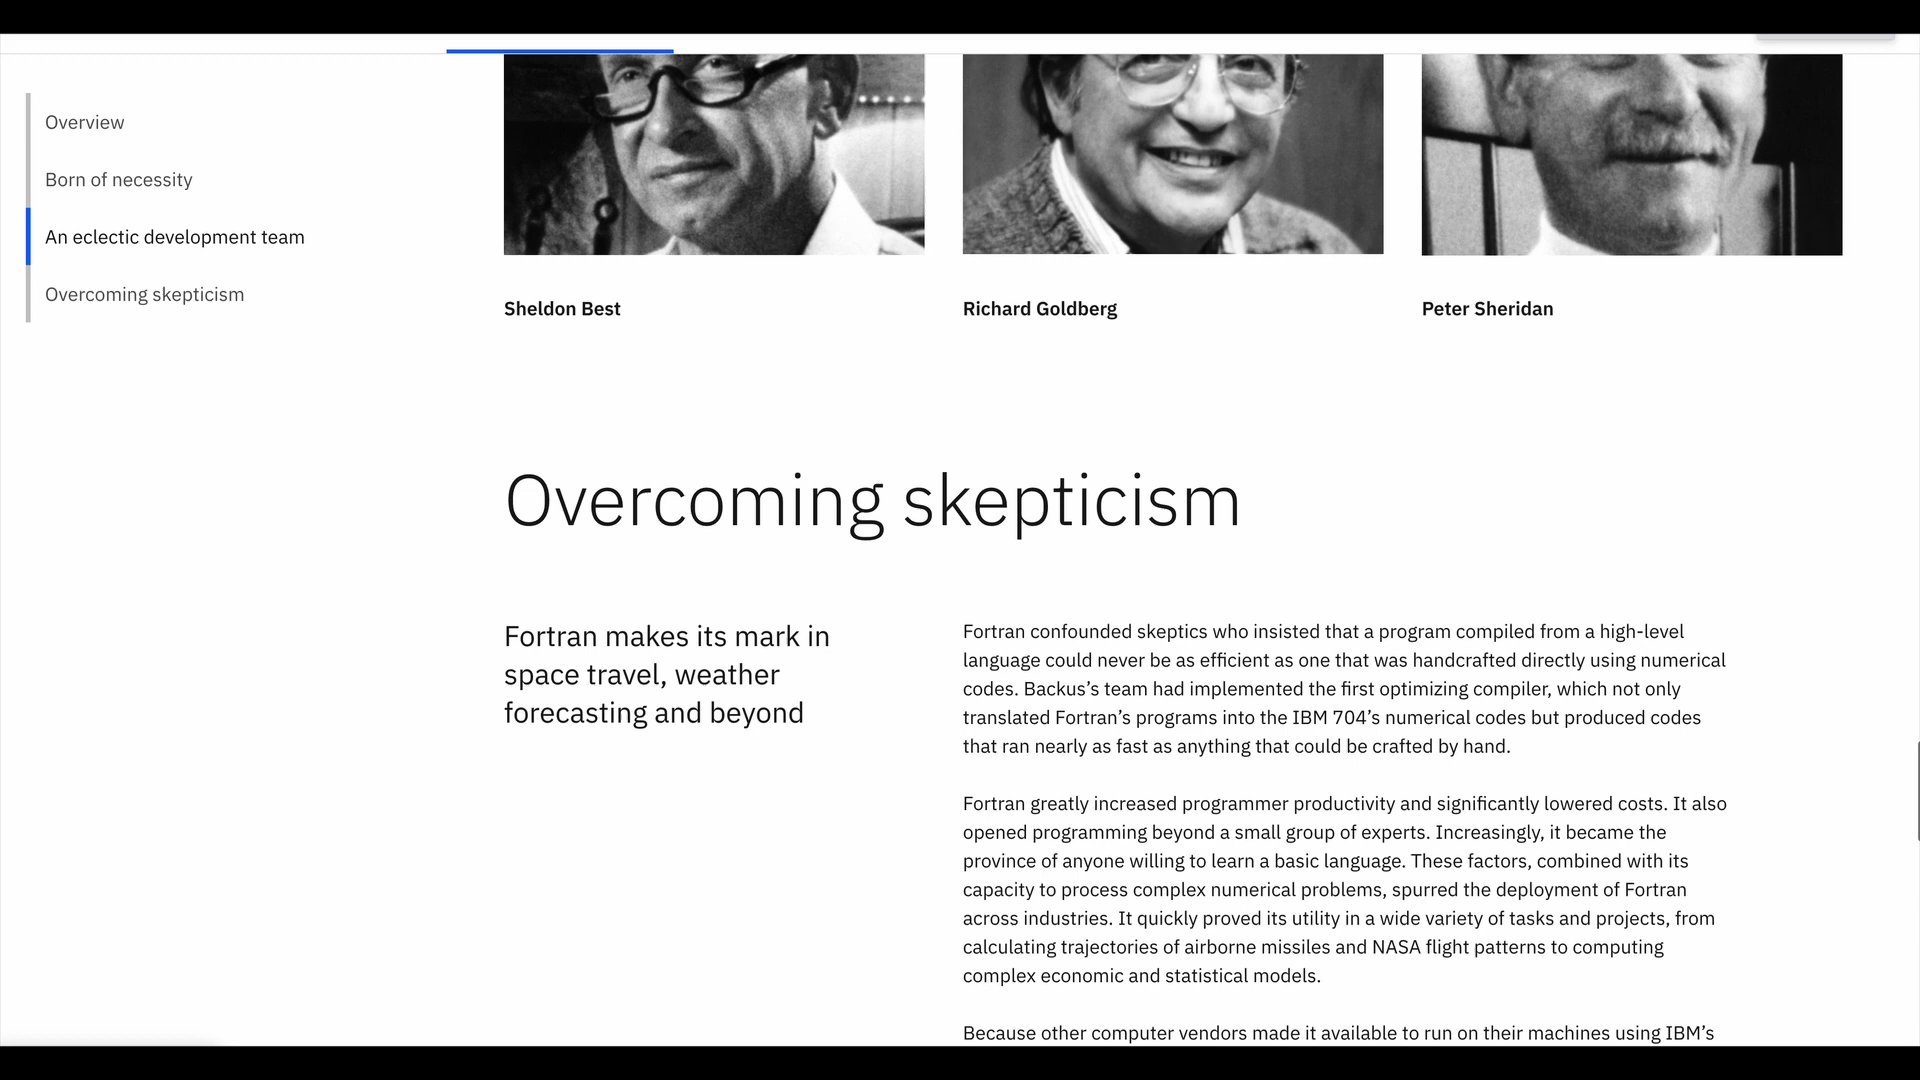 Overview
Born of necessity
An eclectic development team
Overcoming skepticism
Sheldon Best
Richard Goldberg
Peter Sheridan
Overcoming skepticism
Fortran makes its mark in
space travel, weather
forecasting and beyond
Fortran confounded skeptics who insisted that a program compiled from a high-level
language could never be as efficient as one that was handcrafted directly using numerical
codes. Backus’s team had implemented the first optimizing compiler, which not only
translated Fortran’s programs into the IBM 704’s numerical codes but produced codes
that ran nearly as fast as anything that could be crafted by hand.
Fortran greatly increased programmer productivity and significantly lowered costs. It also
opened programming beyond a small group of experts. Increasingly, it became the
province of anyone willing to learn a basic language. These factors, combined with its
capacity to process complex numerical problems, spurred the deployment of Fortran
across industries. It quickly proved its utility in a wide variety of tasks and projects, from
calculating trajectories of airborne missiles and NASA flight patterns to computing
complex economic and statistical models.
Because other computer vendors made it available to run on their machines using IBM’s